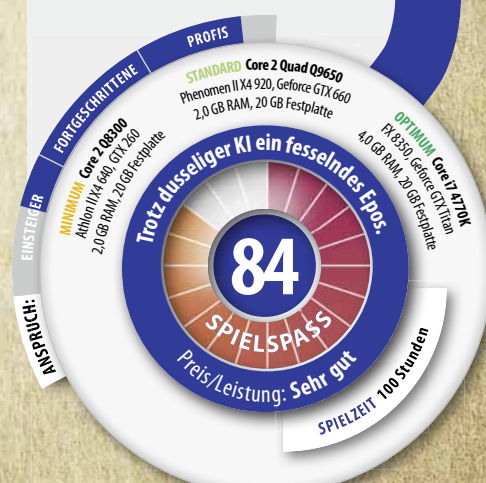 ANSPRUCH:
EINSTEIGER
FORTGESCHRITTENE
PROFIS
MINIMUM Core 2 Q8300
Athlon II X4 640, GTX 260
2,0 GB RAM, 20 GB Festplatte
STANDARD Core 2 Quad Q9650
Phenomen II X4 920, Geforce GTX 660
2,0 GB RAM, 20 GB Festplatte
OPTIMUM Core I7 4770K
FX 8350, Geforce GTX Titan
4,0 GB RAM, 20 GB Festplatte
Trotz dusseliger KI ein fesselndes Epos.
84
SPIELSPA$S
Preis/Leistung: Sehr gut
SPIELZEIT 100 Stunden